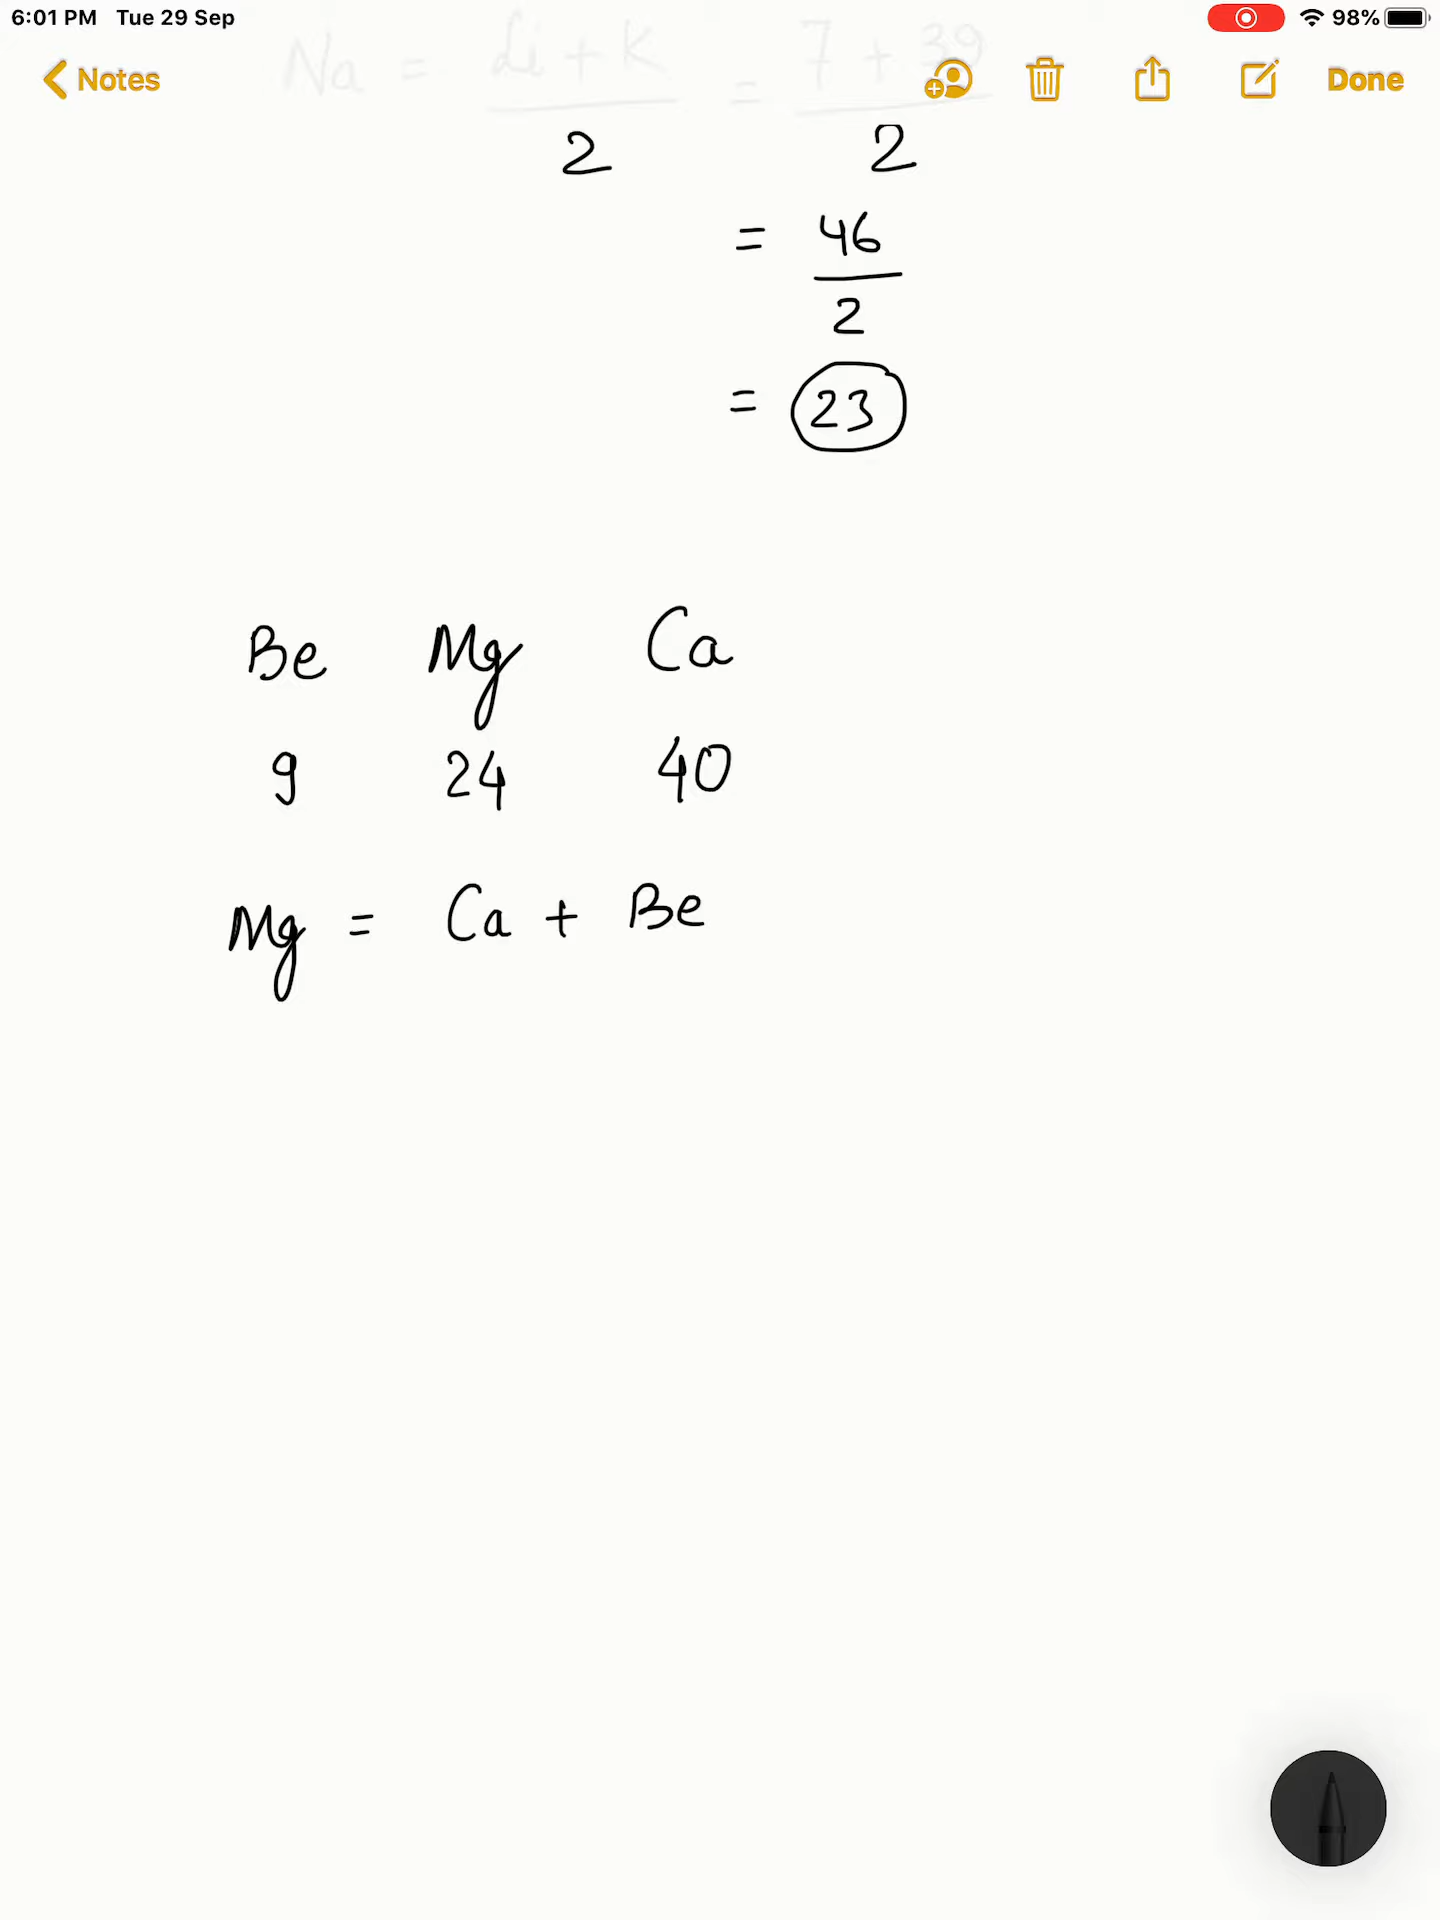 6:01 PM Tue 29 Sep 98%
Notes Done
Na = Li + K = 7 + 39
2 2
= 46
2
= 23
Be Mg Ca
9 24 40
Mg = Ca + Be